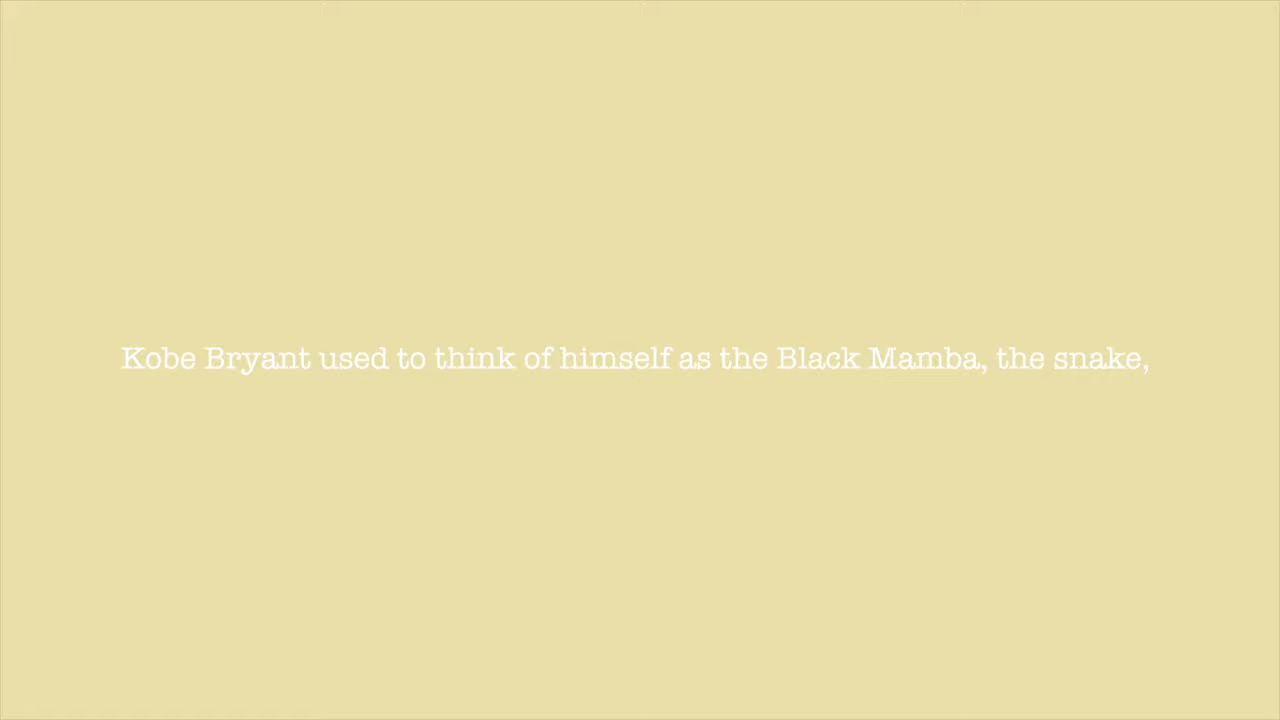 Kobe Bryant used to think of himself as the Black Mamba, the snake,